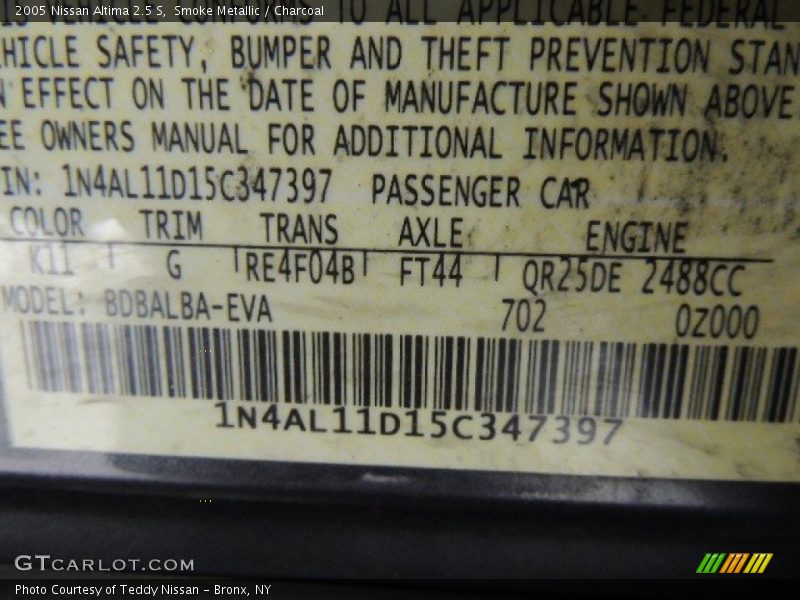 2005 Nissan Altima 2.5 S, Smoke Metallic / Charcoal
VEHICLE CONFORMS TO ALL APPLICABLE FEDERAL
EHICLE SAFETY, BUMPER AND THEFT PREVENTION STAN
N EFFECT ON THE DATE OF MANUFACTURE SHOWN ABOVE
EE OWNERS MANUAL FOR ADDITIONAL INFORMATION.
IN: 1N4AL11D15C347397 PASSENGER CAR
COLOR TRIM TRANS AXLE ENGINE
K11 G RE4F04B FT44 QR25DE 2488CC
MODEL: BDBALBA-EVA 702 0Z000
1N4AL11D15C347397
GTCARLOT.COM
Photo Courtesy of Teddy Nissan - Bronx, NY